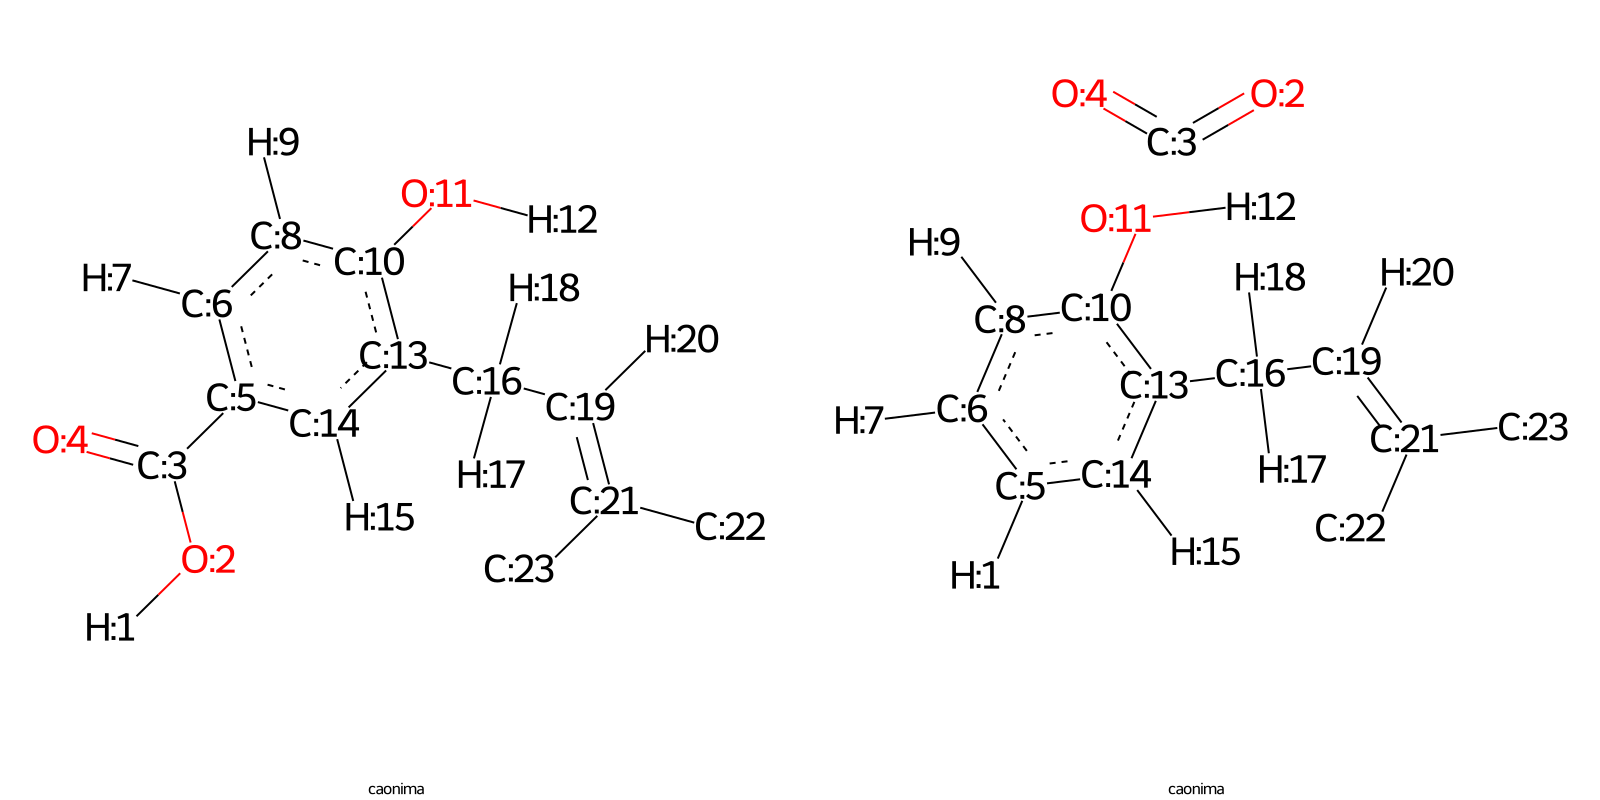 O:4 O:2
C:3
H:9
O:11 H:12
H:12 O:11
C:8 H:9
C:10
H:7 H:18 H:18 H:20
C:6 C:8 C:10
H:20
C:13 C:13 C:16 C:19
C:16
C:5 C:19 C:6 H:7
C:14 C:21 C:23
O:4
C:3 H:17 H:17
C:5 C:14
C:21
H:15 C:22 C:22
O:2 C:23 H:15
H:1
H:1
caonima caonima